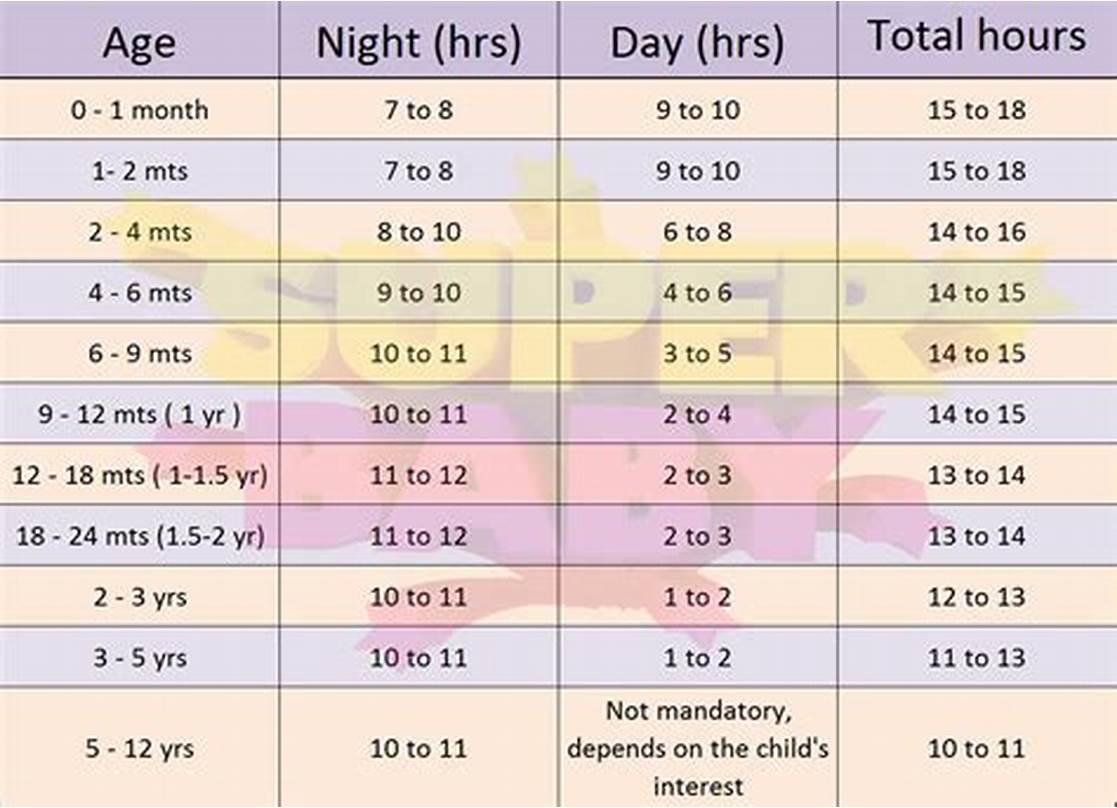 Age Night (hrs) Day (hrs) Total hours
0 - 1 month 7 to 8 9 to 10 15 to 18
1- 2 mts 7 to 8 9 to 10 15 to 18
2 - 4 mts 8 to 10 6 to 8 14 to 16
4 - 6 mts 9 to 10 4 to 6 14 to 15
6 - 9 mts 10 to 11 3 to 5 14 to 15
9 - 12 mts ( 1 yr ) 10 to 11 2 to 4 14 to 15
12 - 18 mts ( 1-1.5 yr) 11 to 12 2 to 3 13 to 14
18 - 24 mts (1.5-2 yr) 11 to 12 2 to 3 13 to 14
2 - 3 yrs 10 to 11 1 to 2 12 to 13
3 - 5 yrs 10 to 11 1 to 2 11 to 13
Not mandatory,
5 - 12 yrs 10 to 11 depends on the child's 10 to 11
interest
SUPER
BABY